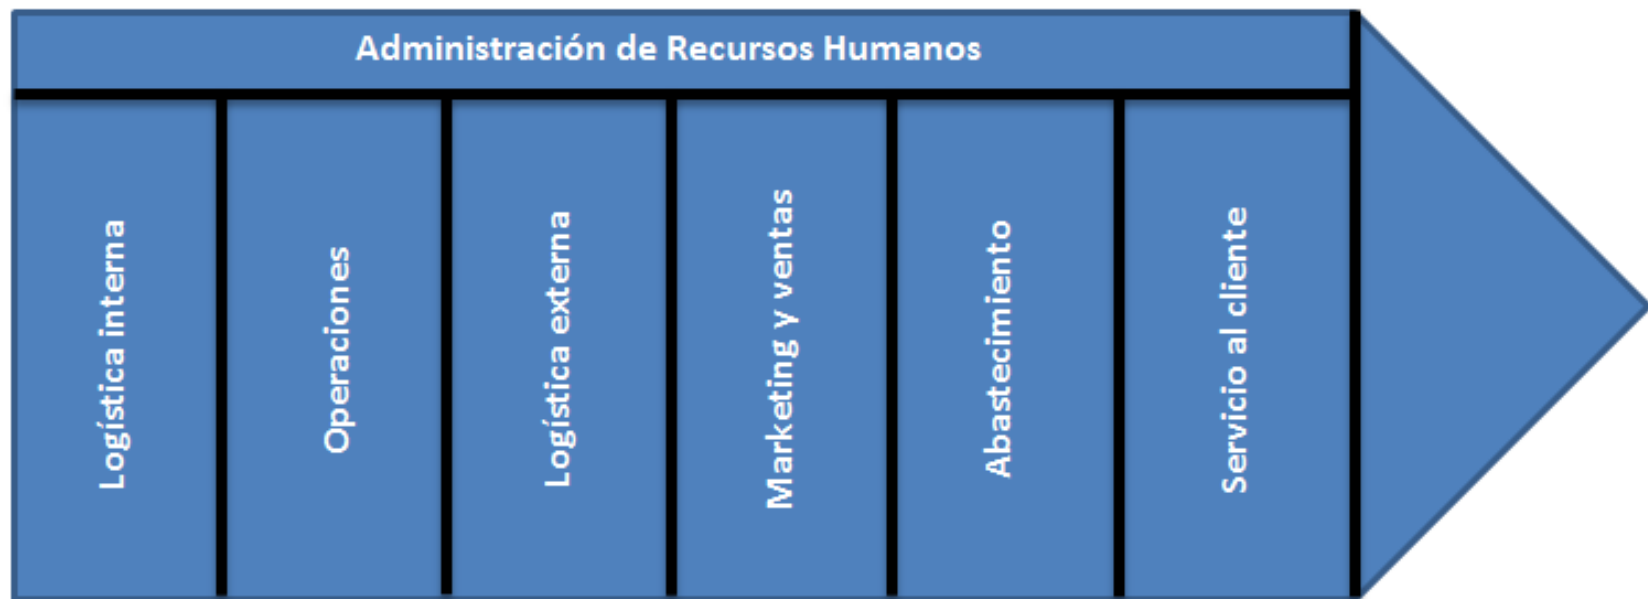 Administración de Recursos Humanos
Logística interna
Operaciones
Logística externa
Marketing y ventas
Abastecimiento
Servicio al cliente